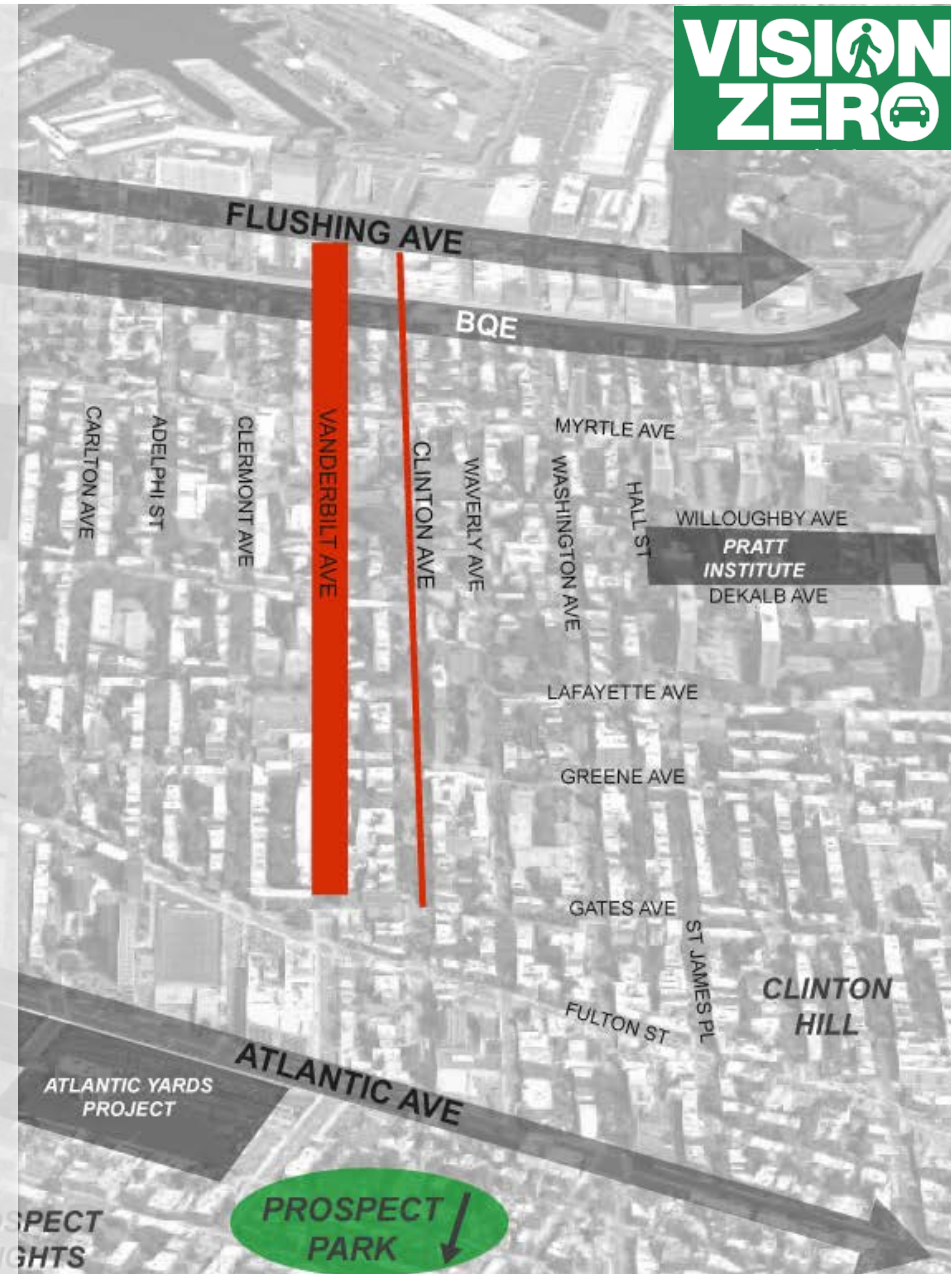 VISION
ZERO
FLUSHING AVE
BQE
CARLTON AVE
ADELPHI ST
CLERMONT AVE
VANDERBILT AVE
CLINTON AVE
WAVERLY AVE
MYRTLE AVE
WASHINGTON AVE
HALL ST
WILLOUGHBY AVE
PRATT
INSTITUTE
DEKALB AVE
LAFAYETTE AVE
GREENE AVE
GATES AVE
ST JAMES PL
CLINTON
HILL
FULTON ST
ATLANTIC AVE
ATLANTIC YARDS
PROJECT
PROSPECT
PARK
SPECT
GHTS